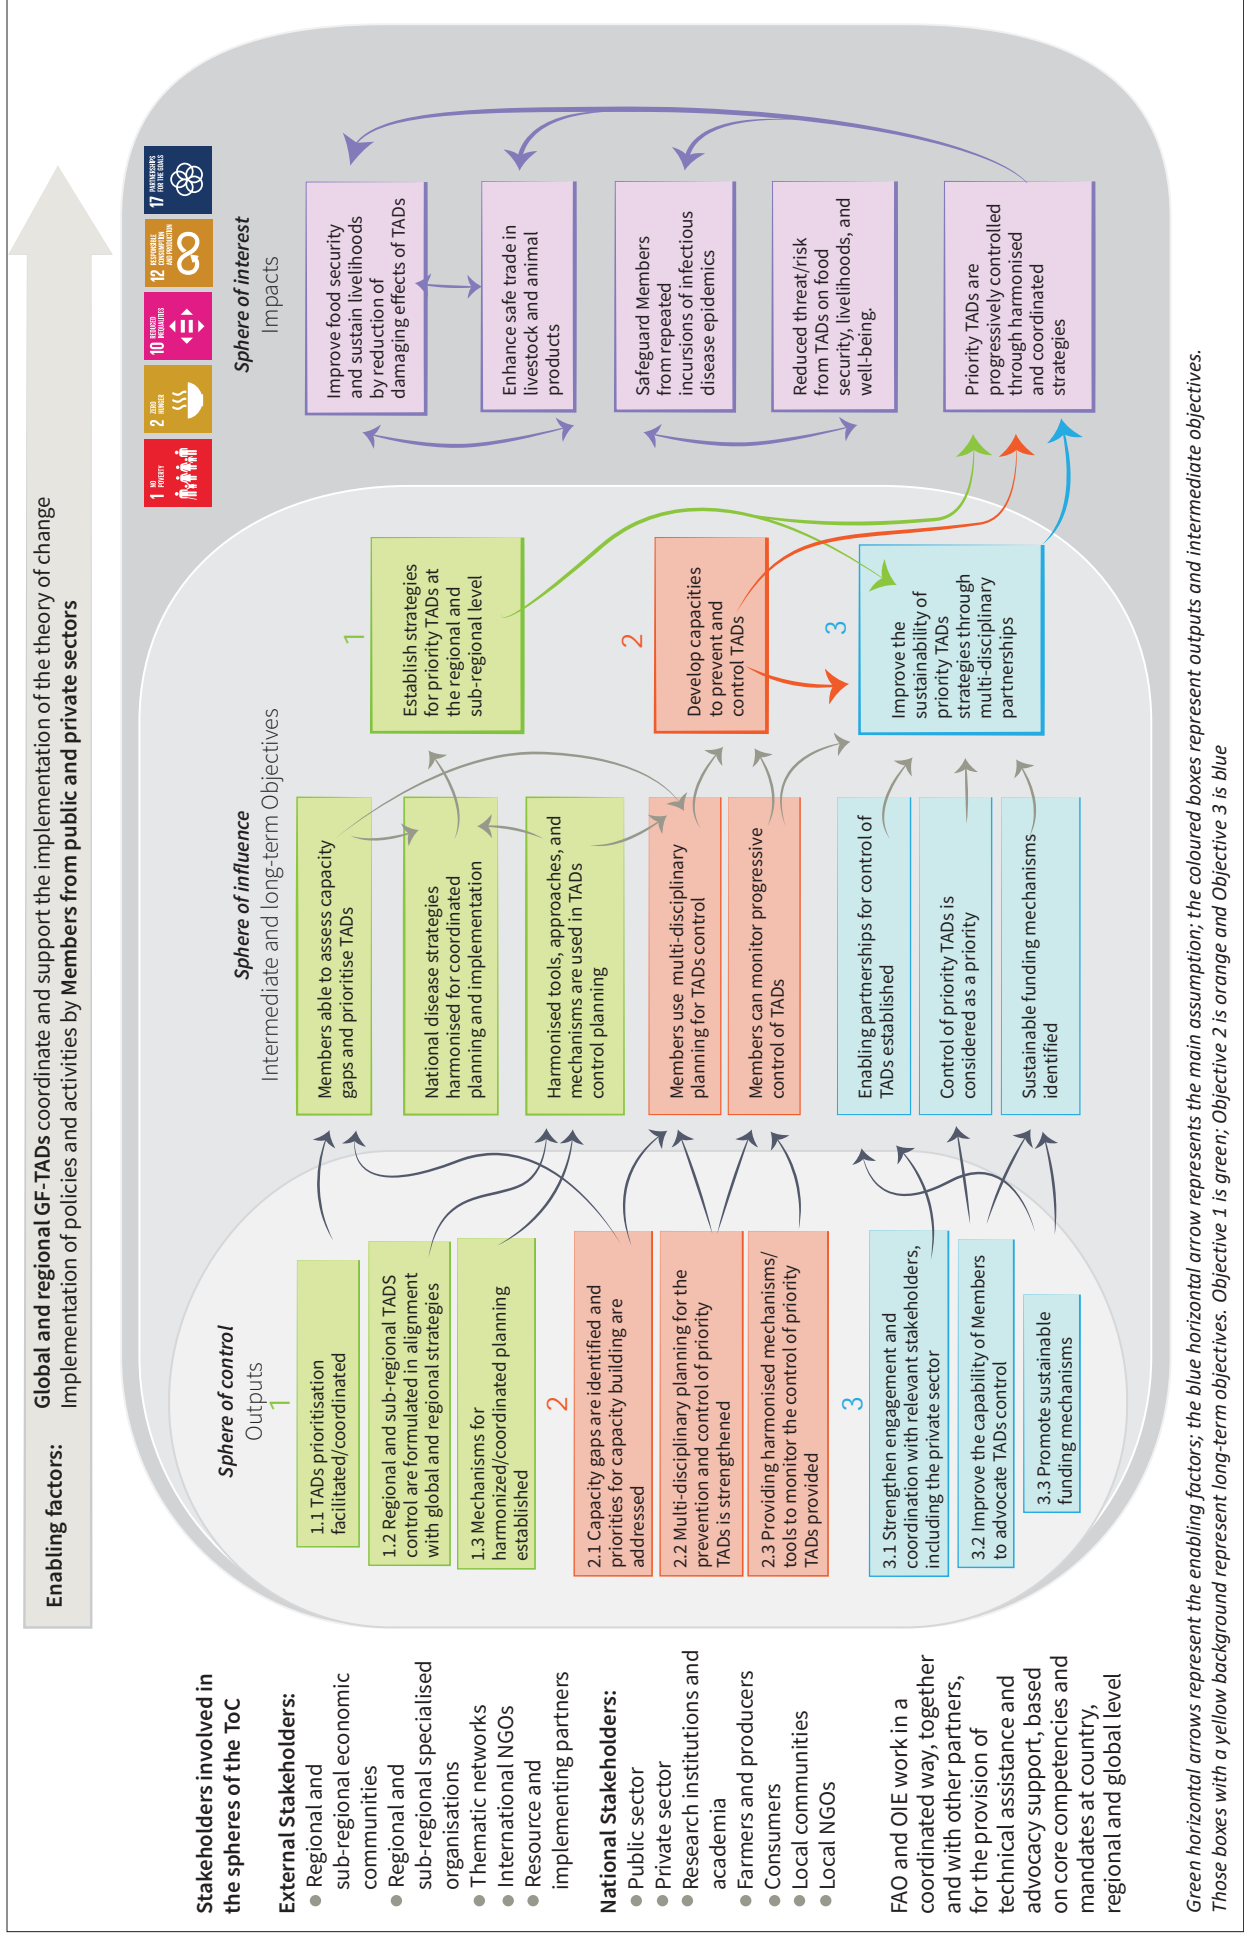 Enabling factors:
Global and regional GF-TADs coordinate and support the implementation of the theory of change
Implementation of policies and activities by Members from public and private sectors
Stakeholders involved in
the spheres of the ToC
External Stakeholders:
● Regional and
sub-regional economic
communities
● Regional and
sub-regional specialised
organisations
● Thematic networks
● International NGOs
● Resource and
implementing partners
National Stakeholders:
● Public sector
● Private sector
● Research institutions and
academia
● Farmers and producers
● Consumers
● Local communities
● Local NGOs
FAO and OIE work in a
coordinated way, together
and with other partners,
for the provision of
technical assistance and
advocacy support, based
on core competencies and
mandates at country,
regional and global level
Sphere of control
Outputs
1
1.1 TADs prioritisation
facilitated/coordinated
1.2 Regional and sub-regional TADS
control are formulated in alignment
with global and regional strategies
1.3 Mechanisms for
harmonized/coordinated planning
established
2
2.1 Capacity gaps are identified and
priorities for capacity building are
addressed
2.2 Multi-disciplinary planning for the
prevention and control of priority
TADs is strengthened
2.3 Providing harmonised mechanisms/
tools to monitor the control of priority
TADs provided
3
3.1 Strengthen engagement and
coordination with relevant stakeholders,
including the private sector
3.2 Improve the capability of Members
to advocate TADs control
3.3 Promote sustainable
funding mechanisms
Sphere of influence
Intermediate and long-term Objectives
Members able to assess capacity
gaps and prioritise TADs
National disease strategies
harmonised for coordinated
planning and implementation
Harmonised tools, approaches, and
mechanisms are used in TADs
control planning
Members use multi-disciplinary
planning for TADs control
Members can monitor progressive
control of TADs
Enabling partnerships for control of
TADs established
Control of priority TADs is
considered as a priority
Sustainable funding mechanisms
identified
1
Establish strategies
for priority TADs at
the regional and
sub-regional level
2
Develop capacities
to prevent and
control TADs
3
Improve the
sustainability of
priority TADs
strategies through
multi-disciplinary
partnerships
1 NO
POVERTY
2 ZERO
HUNGER
10 REDUCED
INEQUALITIES
12 RESPONSIBLE
CONSUMPTION
AND PRODUCTION
17 PARTNERSHIPS
FOR THE GOALS
Sphere of interest
Impacts
Improve food security
and sustain livelihoods
by reduction of
damaging effects of TADs
Enhance safe trade in
livestock and animal
products
Safeguard Members
from repeated
incursions of infectious
disease epidemics
Reduced threat/risk
from TADs on food
security, livelihoods, and
well-being,
Priority TADs are
progressively controlled
through harmonised
and coordinated
strategies
Green horizontal arrows represent the enabling factors; the blue horizontal arrow represents the main assumption; the coloured boxes represent outputs and intermediate objectives.
Those boxes with a yellow background represent long-term objectives. Objective 1 is green; Objective 2 is orange and Objective 3 is blue